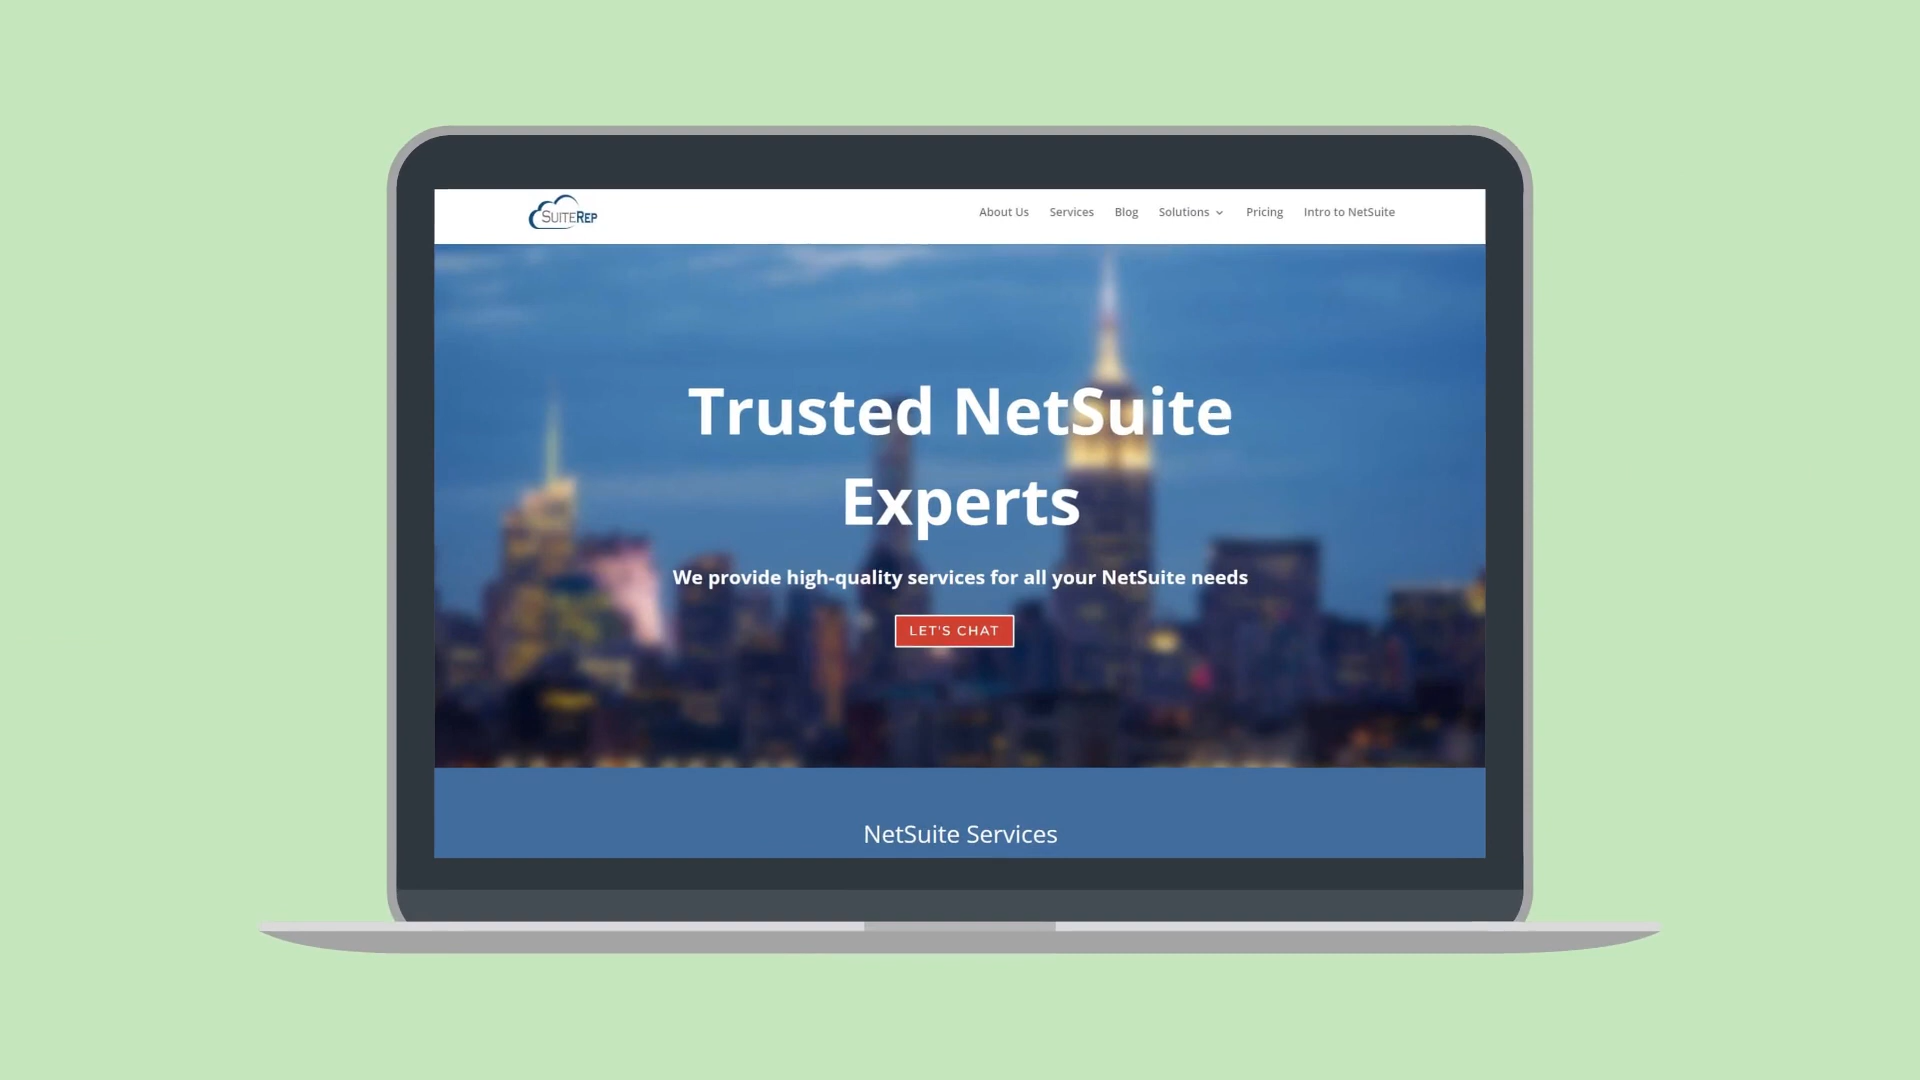 SUITEREP
About Us Services Blog Solutions Pricing Intro to NetSuite
Trusted NetSuite
Experts
We provide high-quality services for all your NetSuite needs
LET'S CHAT
NetSuite Services